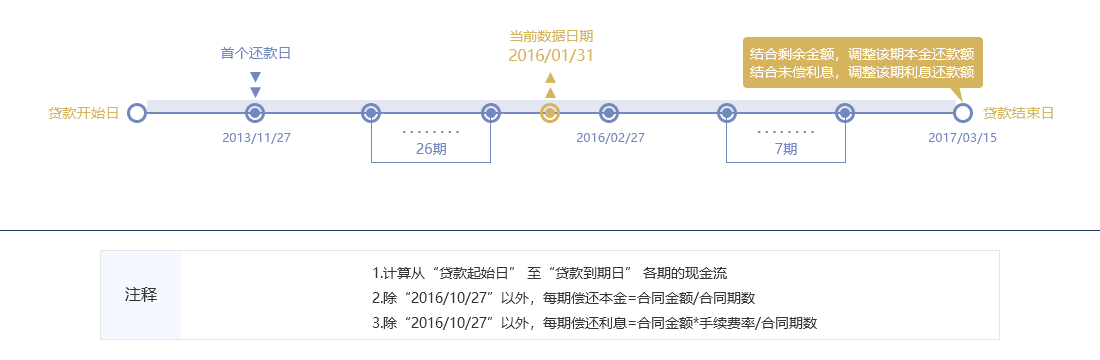 首个还款日
当前数据日期
2016/01/31
结合剩余金额，调整该期本金还款额
结合未偿利息，调整该期利息还款额
贷款开始日
贷款结束日
2013/11/27
26期
2016/02/27
7期
2017/03/15
注释
1.计算从“贷款起始日” 至“贷款到期日” 各期的现金流
2.除“2016/10/27”以外，每期偿还本金=合同金额/合同期数
3.除“2016/10/27”以外，每期偿还利息=合同金额*手续费率/合同期数